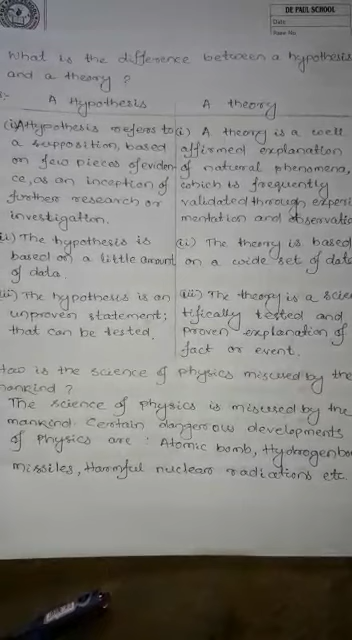 DE PAUL SCHOOL
Date
Page No.
What is the difference between a hypothesis
and a theory ?
A Hypothesis
A theory
(i) A Hypothesis refers to
a supposition, based
on few pieces of eviden-
ce, as an inception of
further research or
investigation.
(i) A theory is a well
affirmed explanation
of natural phenomena,
which is frequently
validated through experi
mentation and observatio
ii) The hypothesis is
based on a little amount
of data.
(ii) The theory is based
on a wide set of data
iii) The hypothesis is an
unproven statement;
that can be tested.
(iii) The theory is a scien
tifically tested and
proven explanation of
fact or event.
How is the science of physics miscused by the
mankind ?
The science of physics is misused by the
mankind. Certain dangerous developments
of physics are : Atomic bomb, Hydrogen bo
missiles, Harmful nuclear radiations etc.